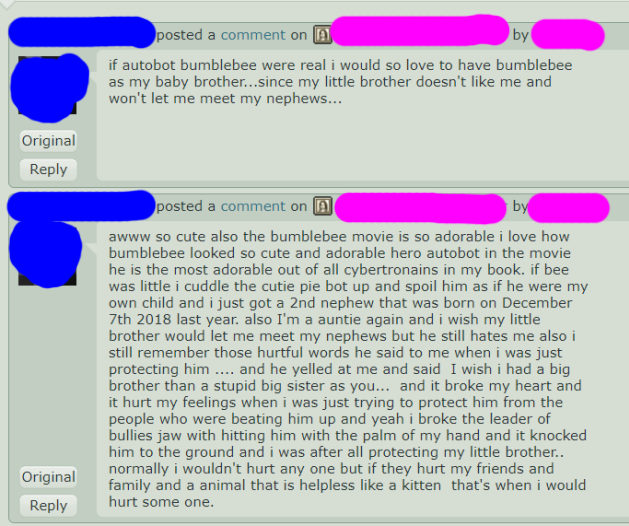 posted a comment on by
if autobot bumblebee were real i would so love to have bumblebee
as my baby brother...since my little brother doesn't like me and
won't let me meet my nephews...
Original
Reply
posted a comment on by
awww so cute also the bumblebee movie is so adorable i love how
bumblebee looked so cute and adorable hero autobot in the movie
he is the most adorable out of all cybertronains in my book. if bee
was little i cuddle the cutie pie bot up and spoil him as if he were my
own child and i just got a 2nd nephew that was born on December
7th 2018 last year. also I'm a auntie again and i wish my little
brother would let me meet my nephews but he still hates me also i
still remember those hurtful words he said to me when i was just
protecting him .... and he yelled at me and said I wish i had a big
brother than a stupid big sister as you... and it broke my heart and
it hurt my feelings when i was just trying to protect him from the
people who were beating him up and yeah i broke the leader of
bullies jaw with hitting him with the palm of my hand and it knocked
him to the ground and i was after all protecting my little brother..
normally i wouldn't hurt any one but if they hurt my friends and
family and a animal that is helpless like a kitten that's when i would
hurt some one.
Original
Reply